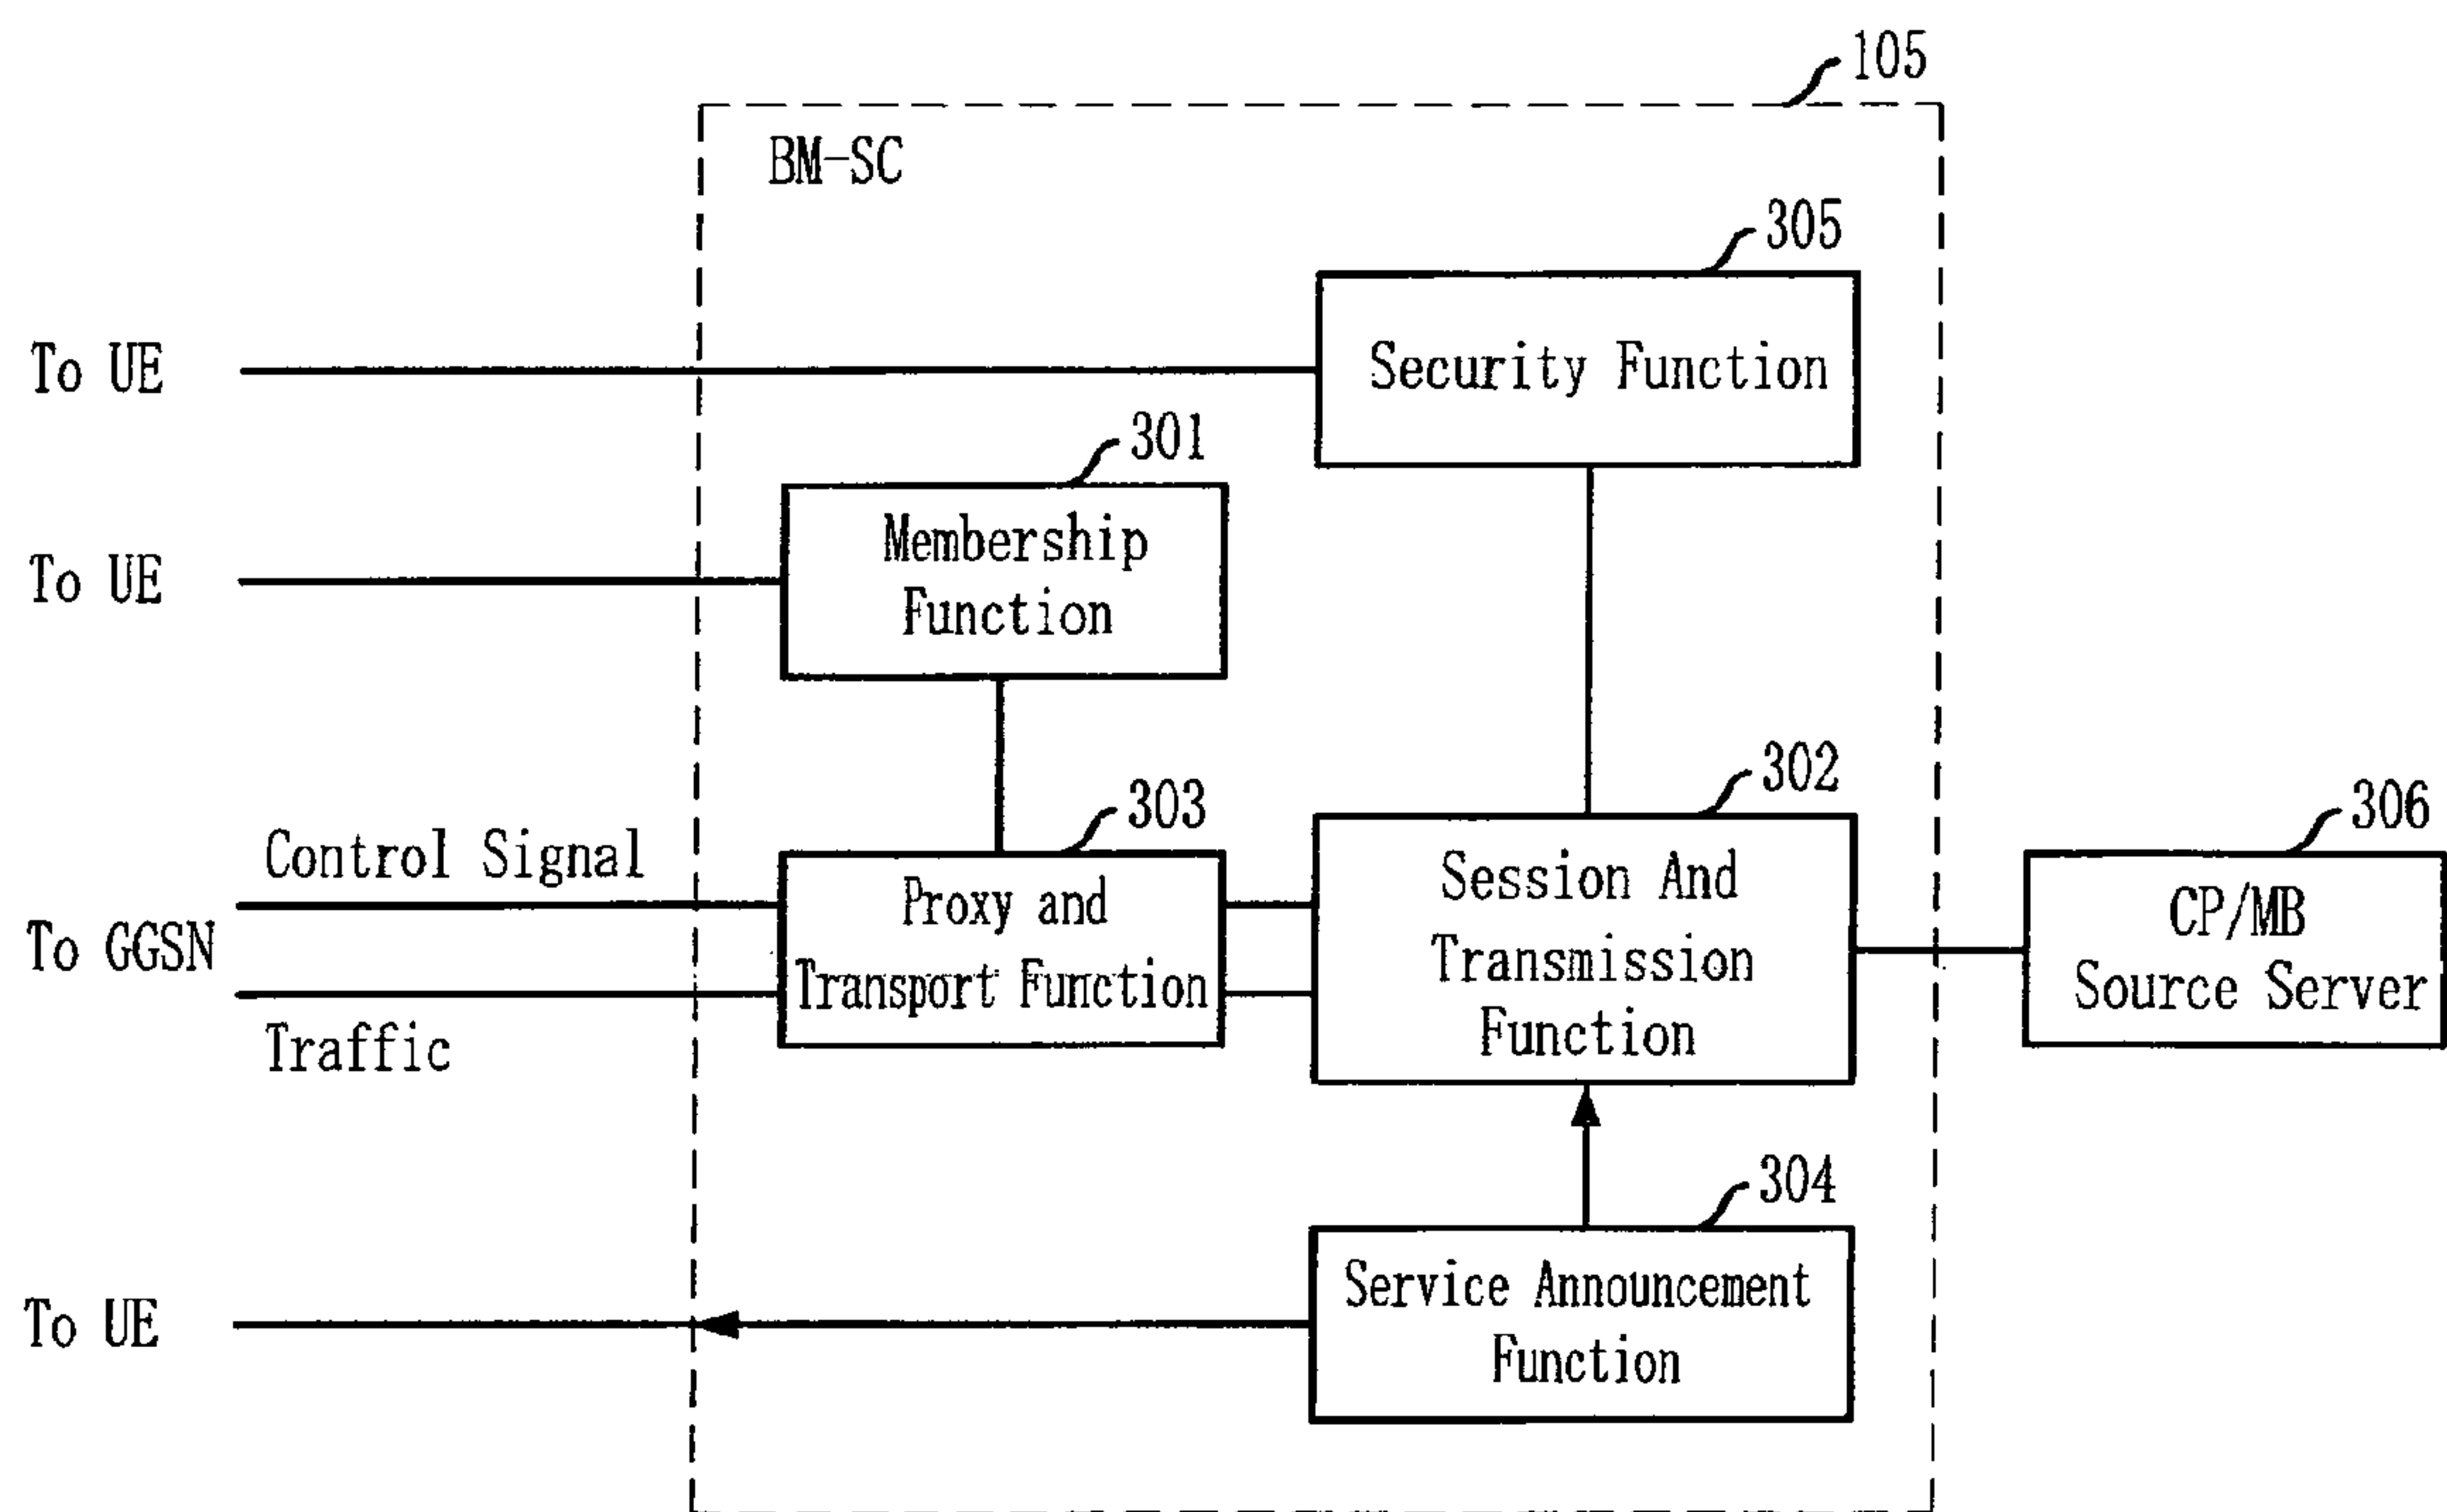 105
BM-SC
305
To UE
Security Function
301
To UE
Membership
Function
302
303
306
Control Signal
To GGSN
Traffic
Proxy and
Transport Function
Session And
Transmission
Function
CP/MB
Source Server
304
To UE
Service Announcement
Function